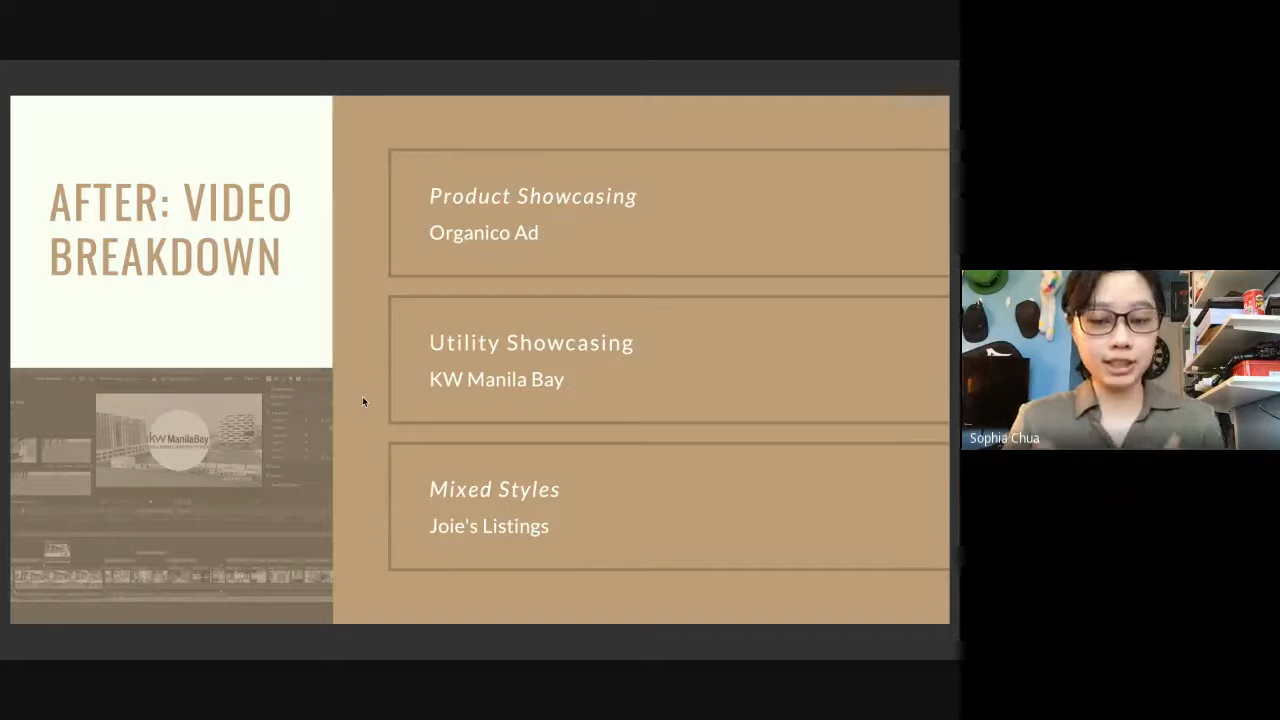 AFTER: VIDEO
BREAKDOWN
Product Showcasing
Organico Ad
Utility Showcasing
KW Manila Bay
Mixed Styles
Joie's Listings
kw ManilaBay
Sophia Chua